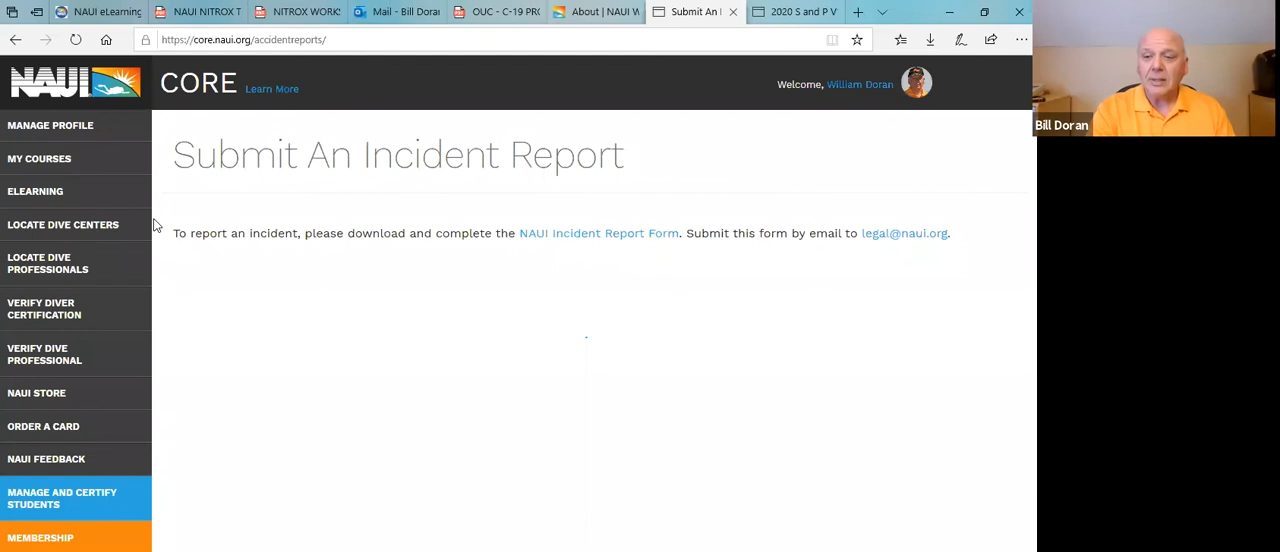 NAUI eLearning
NAUI NITROX T
NITROX WORKS
Mail - Bill Doran
OUC - C-19 PRO
About | NAUI W
Submit An I
2020 S and P V
https://core.naui.org/accidentreports/
NAUI
CORE
Learn More
Welcome, William Doran
Bill Doran
MANAGE PROFILE
MY COURSES
ELEARNING
LOCATE DIVE CENTERS
LOCATE DIVE
PROFESSIONALS
VERIFY DIVER
CERTIFICATION
VERIFY DIVE
PROFESSIONAL
NAUI STORE
ORDER A CARD
NAUI FEEDBACK
MANAGE AND CERTIFY
STUDENTS
MEMBERSHIP
Submit An Incident Report
To report an incident, please download and complete the NAUI Incident Report Form. Submit this form by email to legal@naui.org.